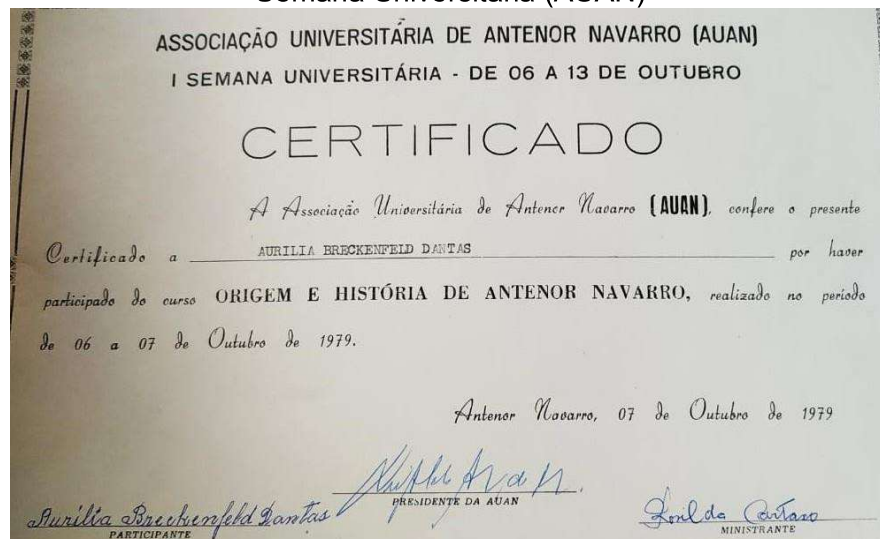 Semana Universitária (AUAN)
ASSOCIAÇÃO UNIVERSITÁRIA DE ANTENOR NAVARRO (AUAN)
I SEMANA UNIVERSITÁRIA - DE 06 A 13 DE OUTUBRO
CERTIFICADO
A Associação Universitária de Antenor Navarro (AUAN), confere o presente
Certificado a AURILIA BRECKENFELD DANTAS por haver
participado do curso ORIGEM E HISTÓRIA DE ANTENOR NAVARRO, realizado no período
de 06 a 07 de Outubro de 1979.
Antenor Navarro, 07 de Outubro de 1979
PRESIDENTE DA AUAN
Aurília Breckenfeld Dantas
PARTICIPANTE
MINISTRANTE